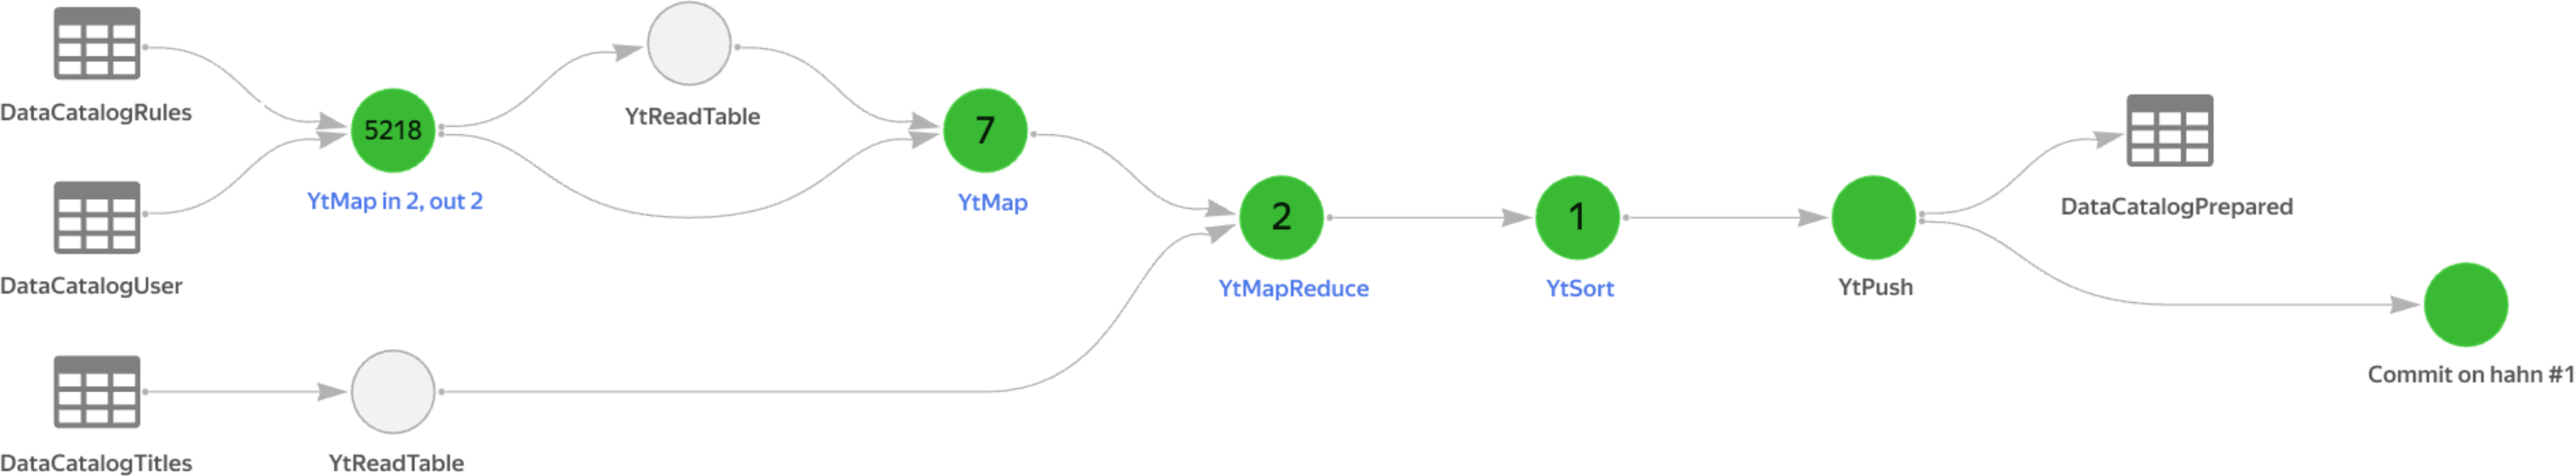 DataCatalogRules
5218
YtMap in 2, out 2
YtReadTable
7
YtMap
DataCatalogUser
2
YtMapReduce
1
YtSort
YtPush
DataCatalogPrepared
Commit on hahn #1
DataCatalogTitles
YtReadTable